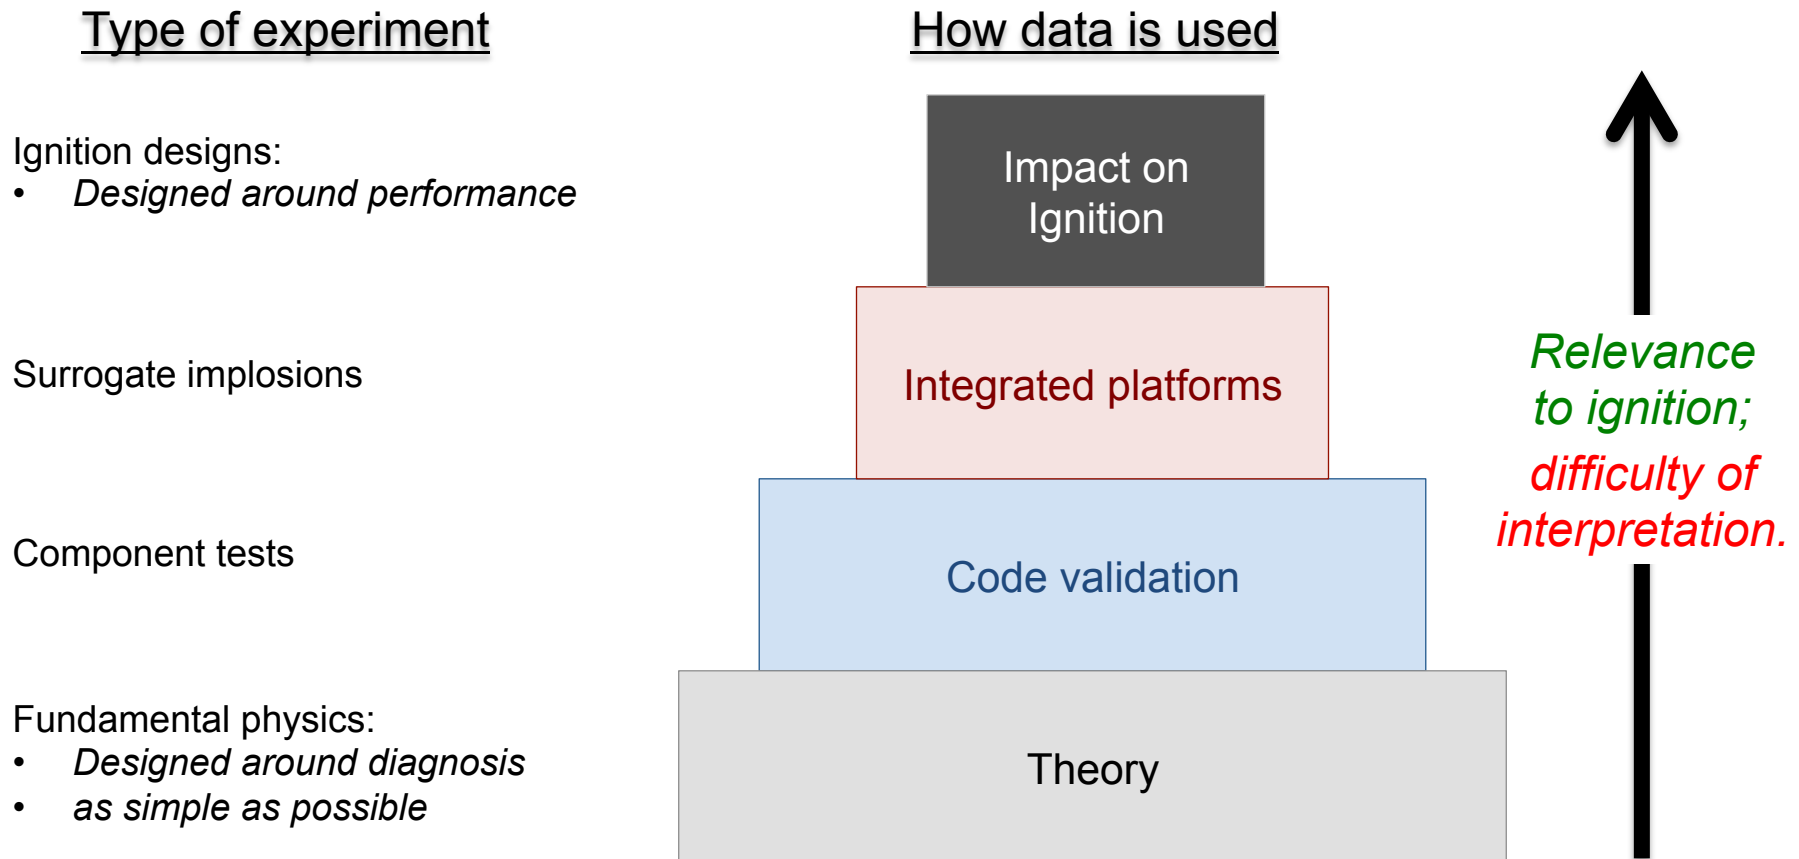 Type of experiment
How data is used
Ignition designs:
• Designed around performance
Impact on
Ignition
Surrogate implosions
Integrated platforms
Relevance
to ignition;
difficulty of
interpretation.
Component tests
Code validation
Fundamental physics:
• Designed around diagnosis
• as simple as possible
Theory